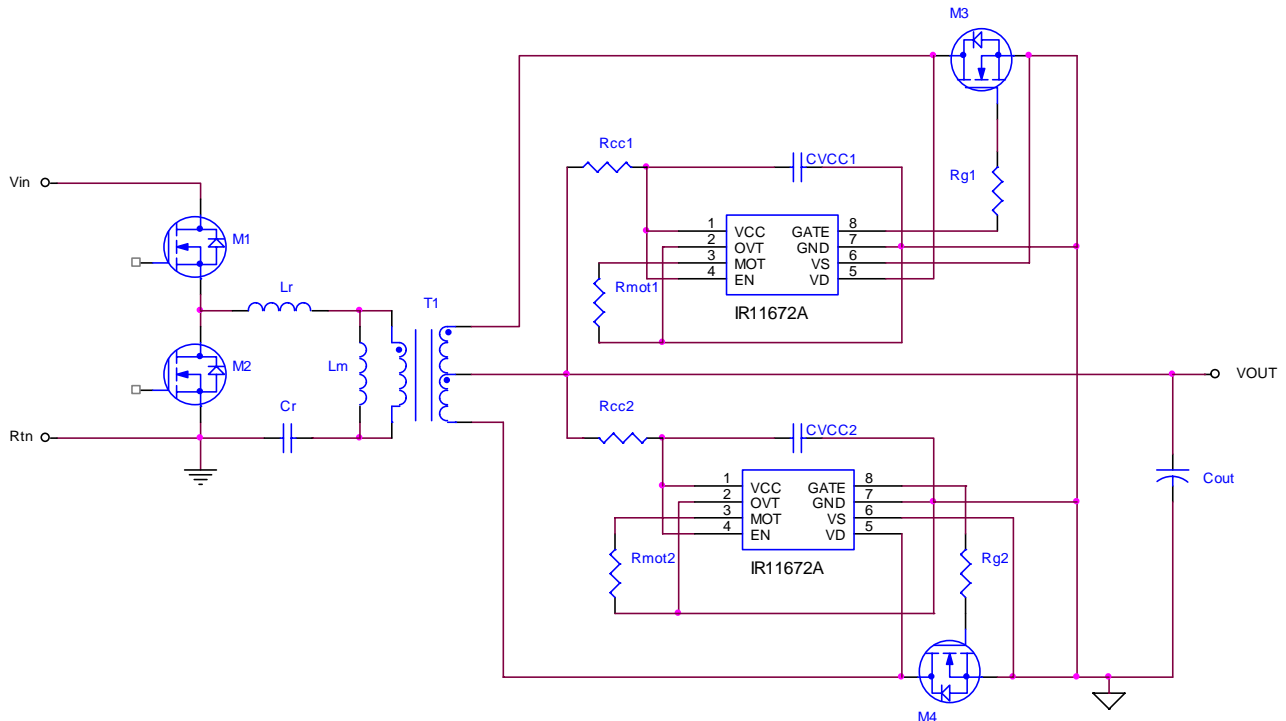 M3
Rcc1
CVCC1
Rg1
Vin
M1
1 VCC GATE 8
2 OVT GND 7
3 MOT VS 6
4 EN VD 5
Rmot1
IR11672A
Lr
T1
M2
Lm
VOUT
Cr
Rcc2
CVCC2
Rtn
1 VCC GATE 8
2 OVT GND 7
3 MOT VS 6
4 EN VD 5
Cout
Rmot2
Rg2
IR11672A
M4